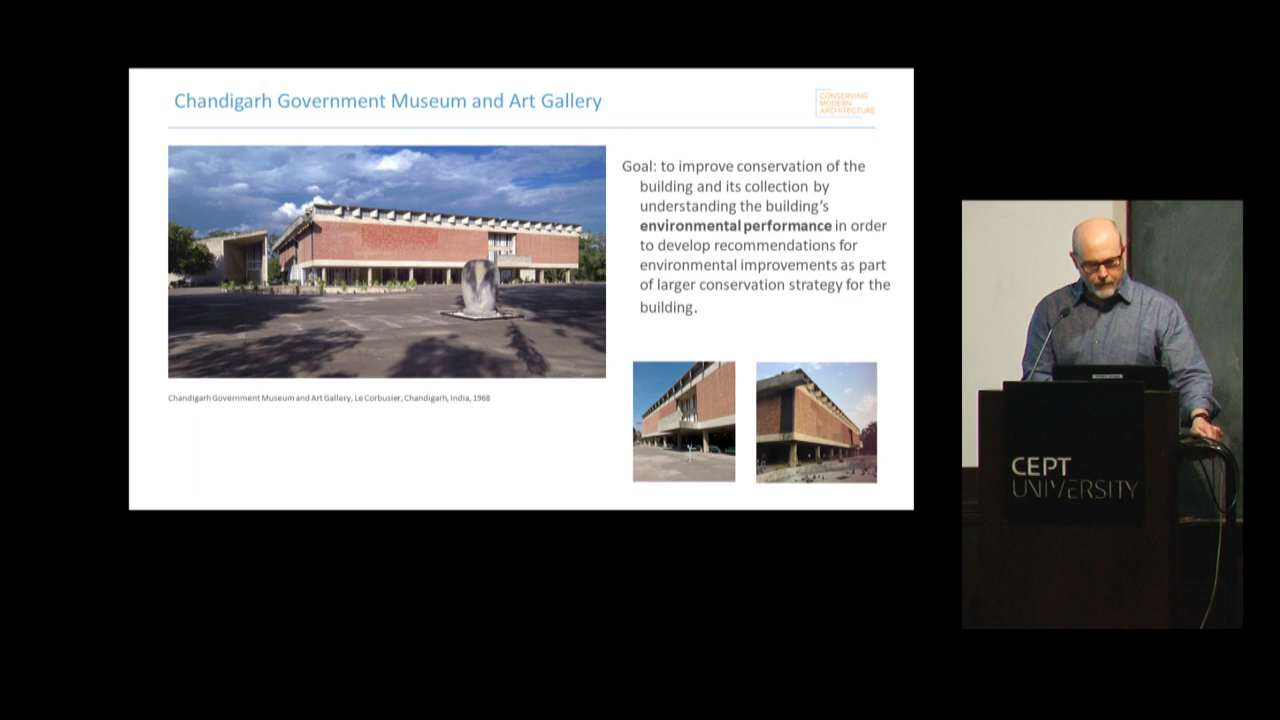 Chandigarh Government Museum and Art Gallery
CONSERVING
MODERN
ARCHITECTURE
Goal: to improve conservation of the
building and its collection by
understanding the building's
environmental performance in order
to develop recommendations for
environmental improvements as part
of larger conservation strategy for the
building.
Chandigarh Government Museum and Art Gallery, Le Corbusier, Chandigarh, India, 1968
CEPT
UNIVERSITY